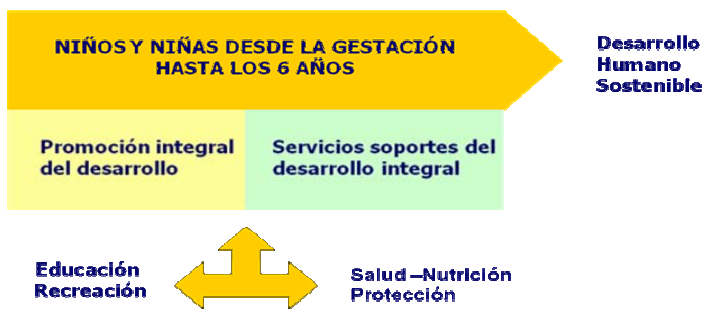 NIÑOS Y NIÑAS DESDE LA GESTACIÓN
HASTA LOS 6 AÑOS
Desarrollo
Humano
Sostenible
Promoción integral
del desarrollo
Servicios soportes del
desarrollo integral
Educación
Recreación
Salud –Nutrición
Protección